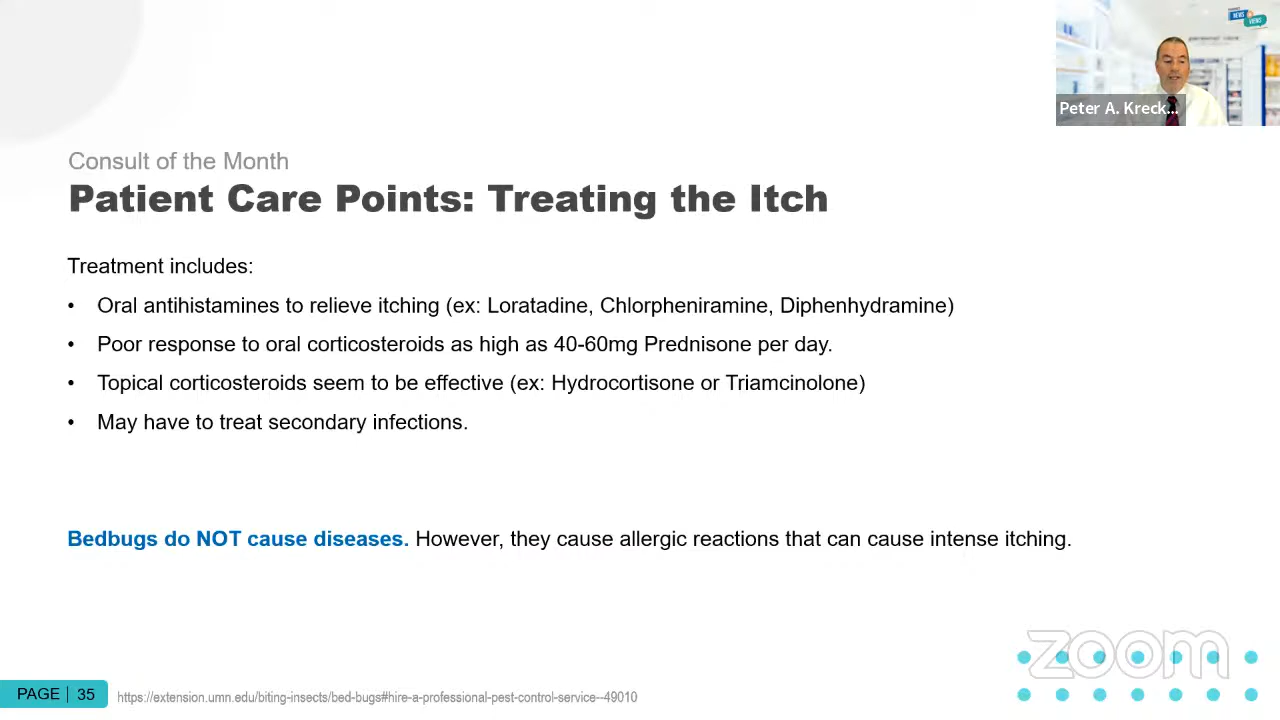 NEWS
VIEWS
Peter A. Kreck...
Consult of the Month
Patient Care Points: Treating the Itch
Treatment includes:
• Oral antihistamines to relieve itching (ex: Loratadine, Chlorpheniramine, Diphenhydramine)
• Poor response to oral corticosteroids as high as 40-60mg Prednisone per day.
• Topical corticosteroids seem to be effective (ex: Hydrocortisone or Triamcinolone)
• May have to treat secondary infections.
Bedbugs do NOT cause diseases. However, they cause allergic reactions that can cause intense itching.
zoom
PAGE | 35
https://extension.umn.edu/biting-insects/bed-bugs#hire-a-professional-pest-control-service--49010